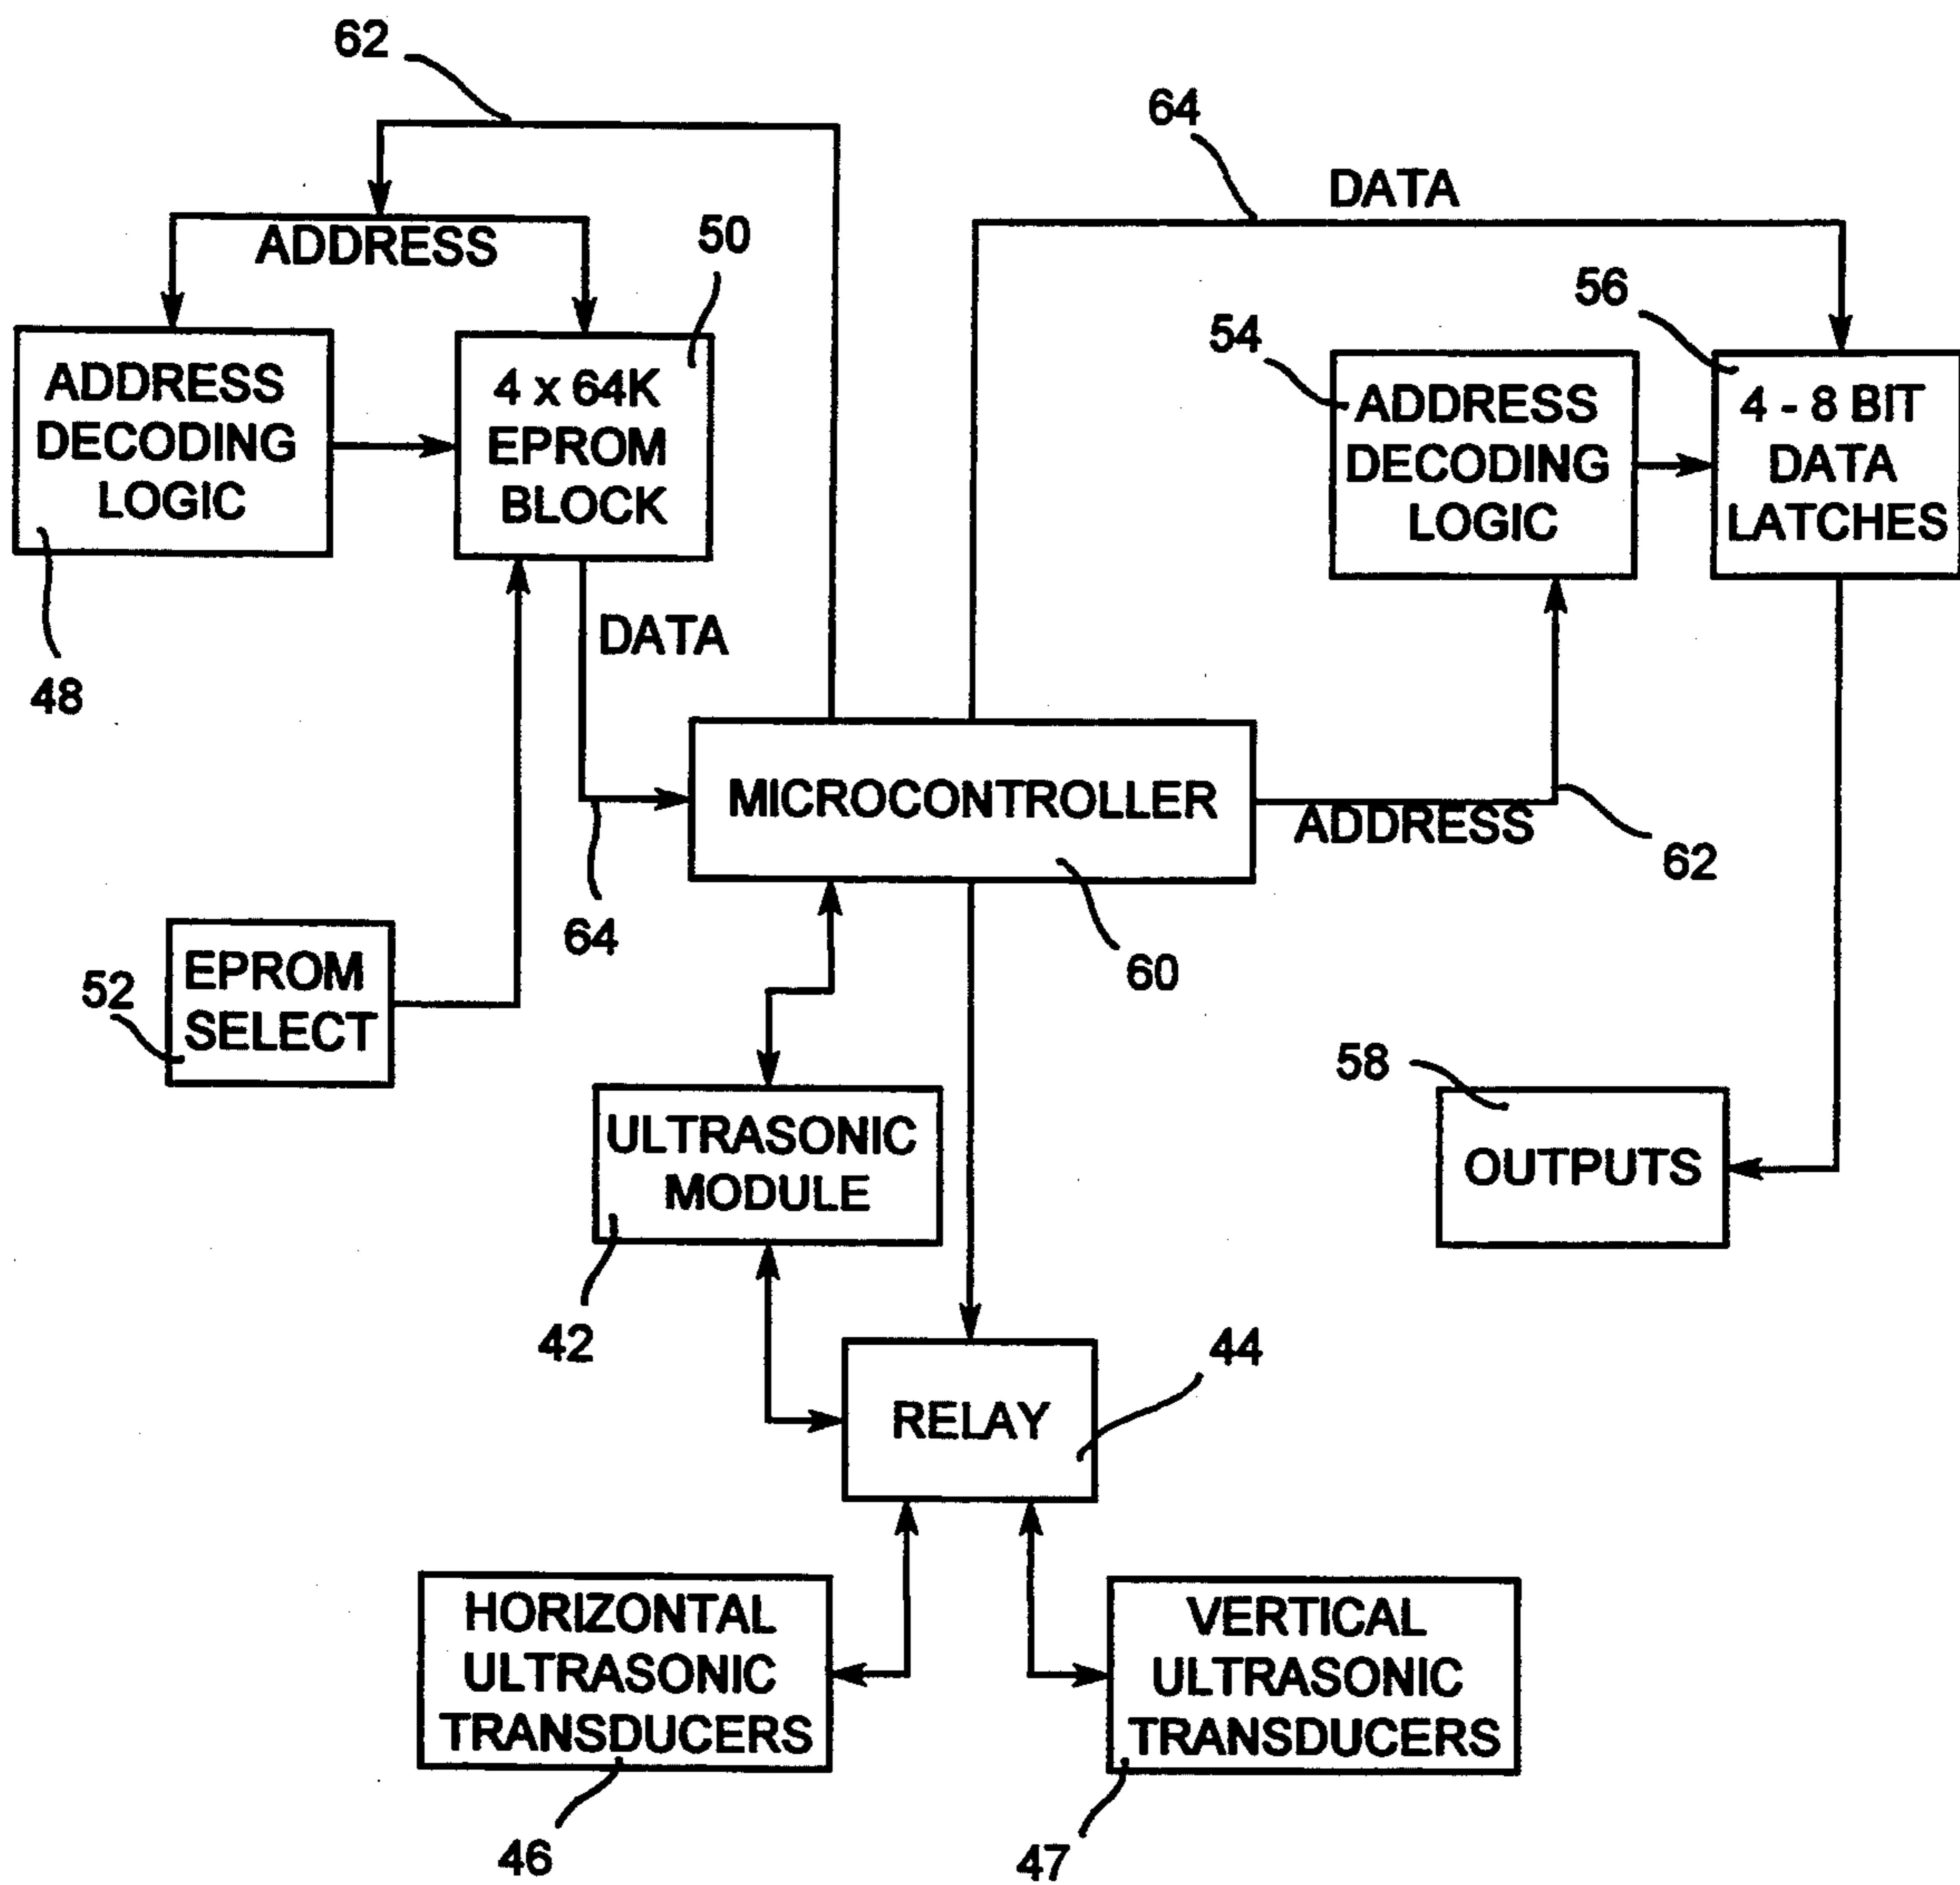 62
64
DATA
ADDRESS
50
56
54
ADDRESS
DECODING
LOGIC
4 x 64K
EPROM
BLOCK
ADDRESS
DECODING
LOGIC
4 - 8 BIT
DATA
LATCHES
DATA
48
MICROCONTROLLER
ADDRESS
62
64
60
52
EPROM
SELECT
58
ULTRASONIC
MODULE
OUTPUTS
42
44
RELAY
HORIZONTAL
ULTRASONIC
TRANSDUCERS
VERTICAL
ULTRASONIC
TRANSDUCERS
46
47